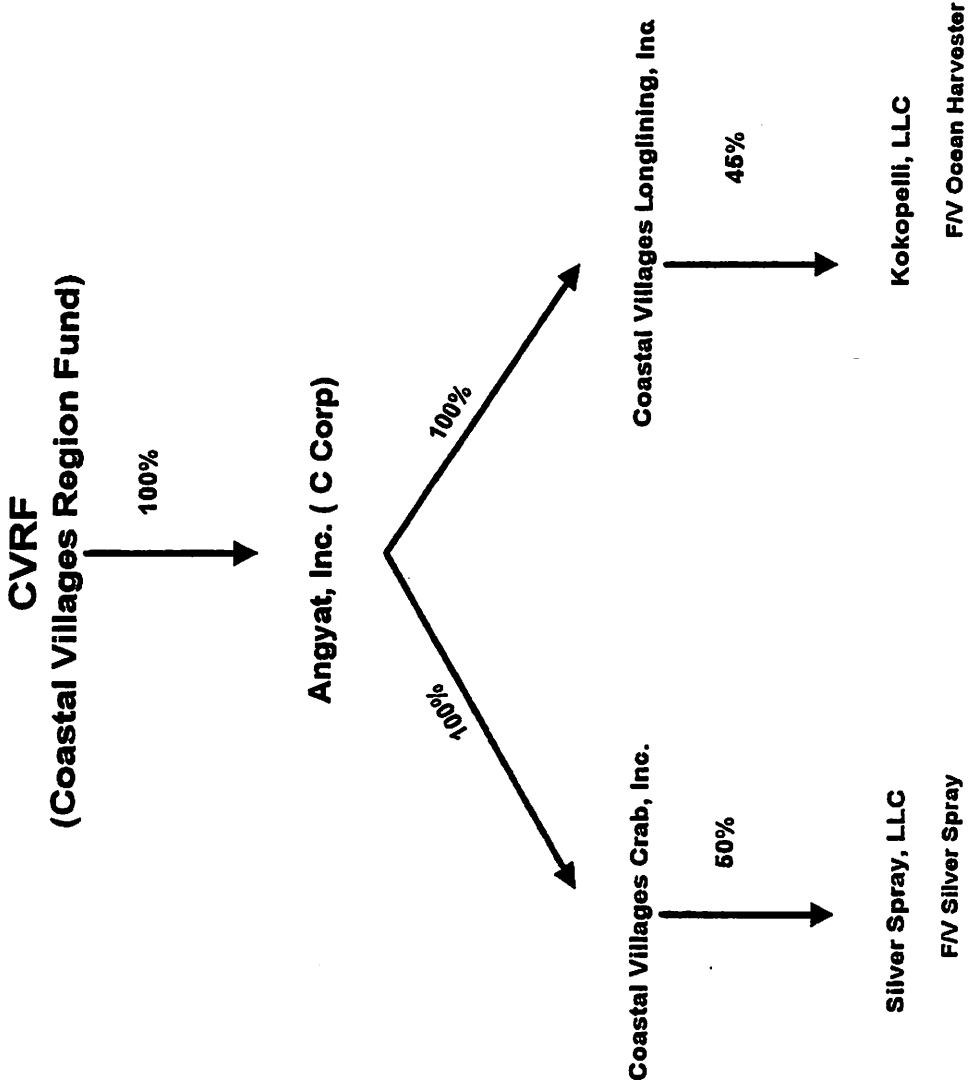 CVRF
(Coastal Villages Region Fund)
100%
Angyat, Inc. ( C Corp)
100%
100%
Coastal Villages Crab, Inc.
Coastal Villages Longlining, Inc
50%
45%
Silver Spray, LLC
Kokopelli, LLC
F/V Silver Spray
F/V Ocean Harvester